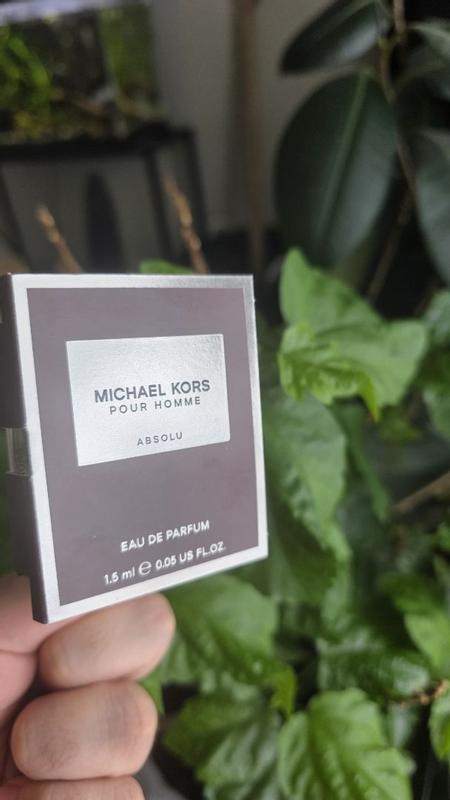 MICHAEL KORS
POUR HOMME
ABSOLU
EAU DE PARFUM
1.5 ml ℮ 0.05 US FL.OZ.